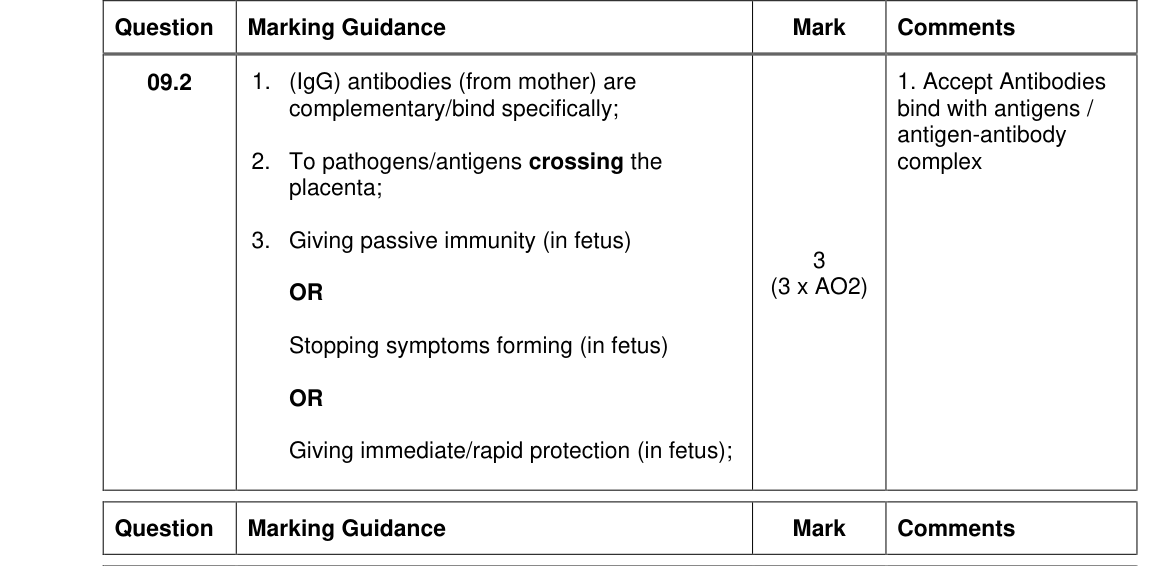 Question Marking Guidance Mark Comments
09.2
1. (IgG) antibodies (from mother) are
complementary/bind specifically;
2. To pathogens/antigens crossing the
placenta;
3. Giving passive immunity (in fetus)
OR
Stopping symptoms forming (in fetus)
OR
Giving immediate/rapid protection (in fetus);
3
(3 x AO2)
1. Accept Antibodies
bind with antigens /
antigen-antibody
complex
Question Marking Guidance Mark Comments